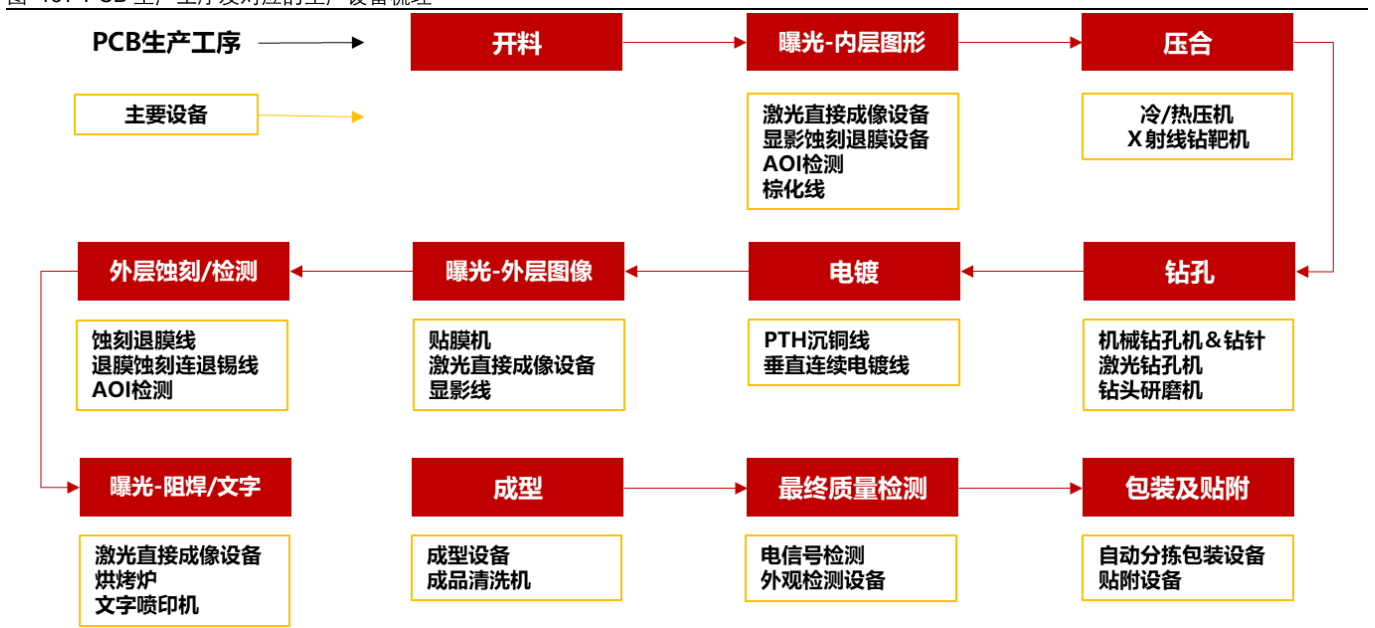 PCB生产工序
开料
曝光-内层图形
压合
主要设备
激光直接成像设备
显影蚀刻退膜设备
AOI检测
棕化线
冷/热压机
X射线钻靶机
钻孔
机械钻孔机&钻针
激光钻孔机
钻头研磨机
电镀
PTH沉铜线
垂直连续电镀线
曝光-外层图像
贴膜机
激光直接成像设备
显影线
外层蚀刻/检测
蚀刻退膜线
退膜蚀刻连退锡线
AOI检测
曝光-阻焊/文字
激光直接成像设备
烘烤炉
文字喷印机
成型
成型设备
成品清洗机
最终质量检测
电信号检测
外观检测设备
包装及贴附
自动分拣包装设备
贴附设备